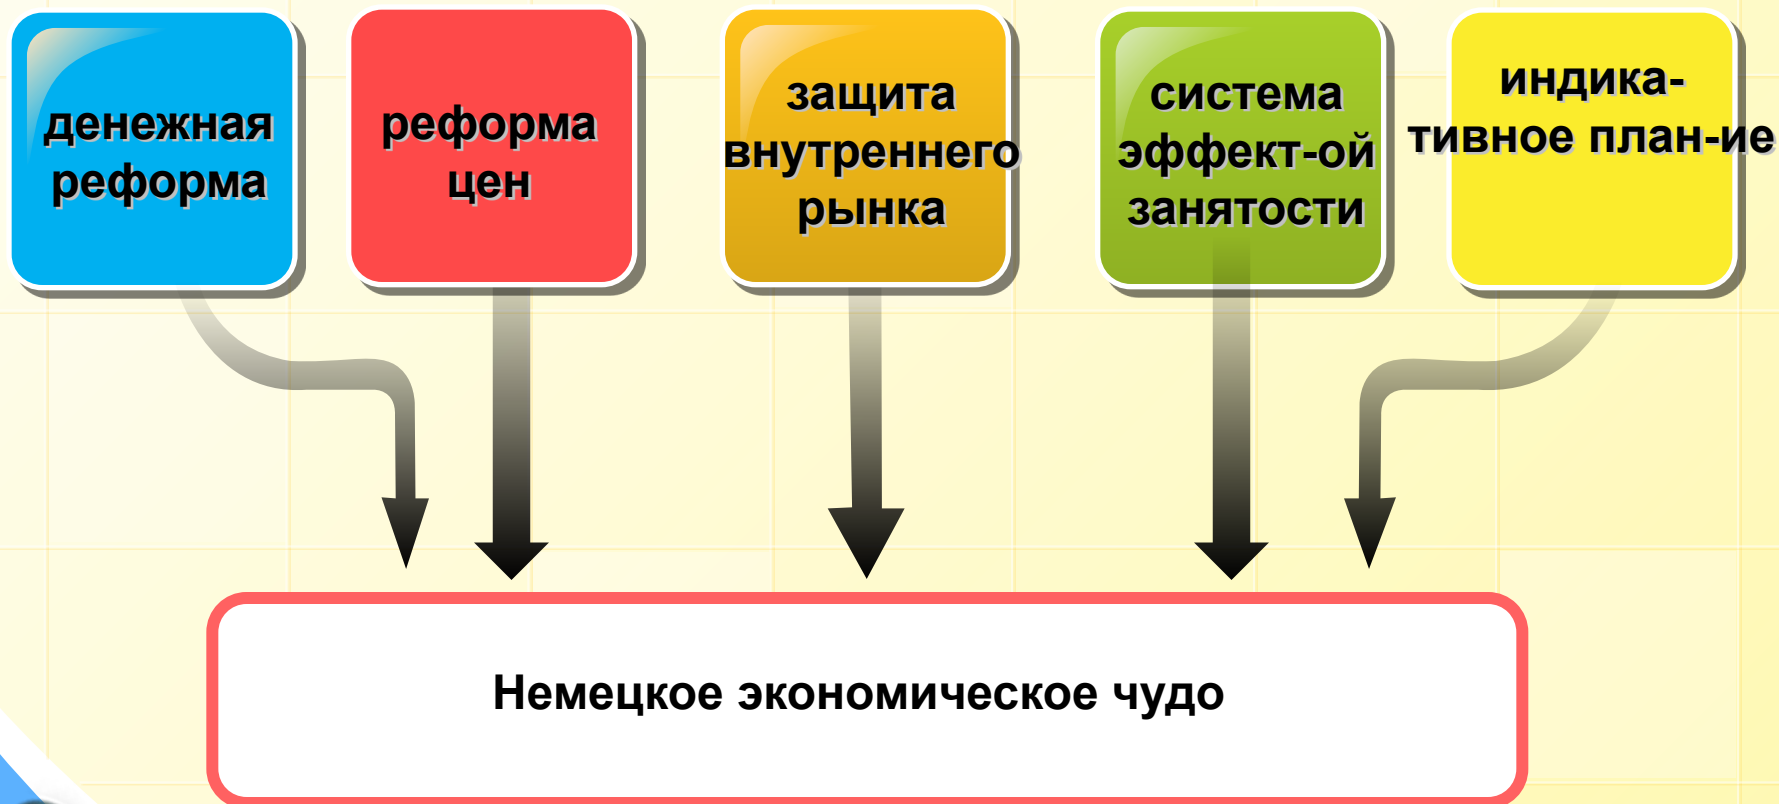 денежная
реформа
реформа
цен
защита
внутреннего
рынка
система
эффект-ой
занятости
индика-
тивное план-ие
Немецкое экономическое чудо